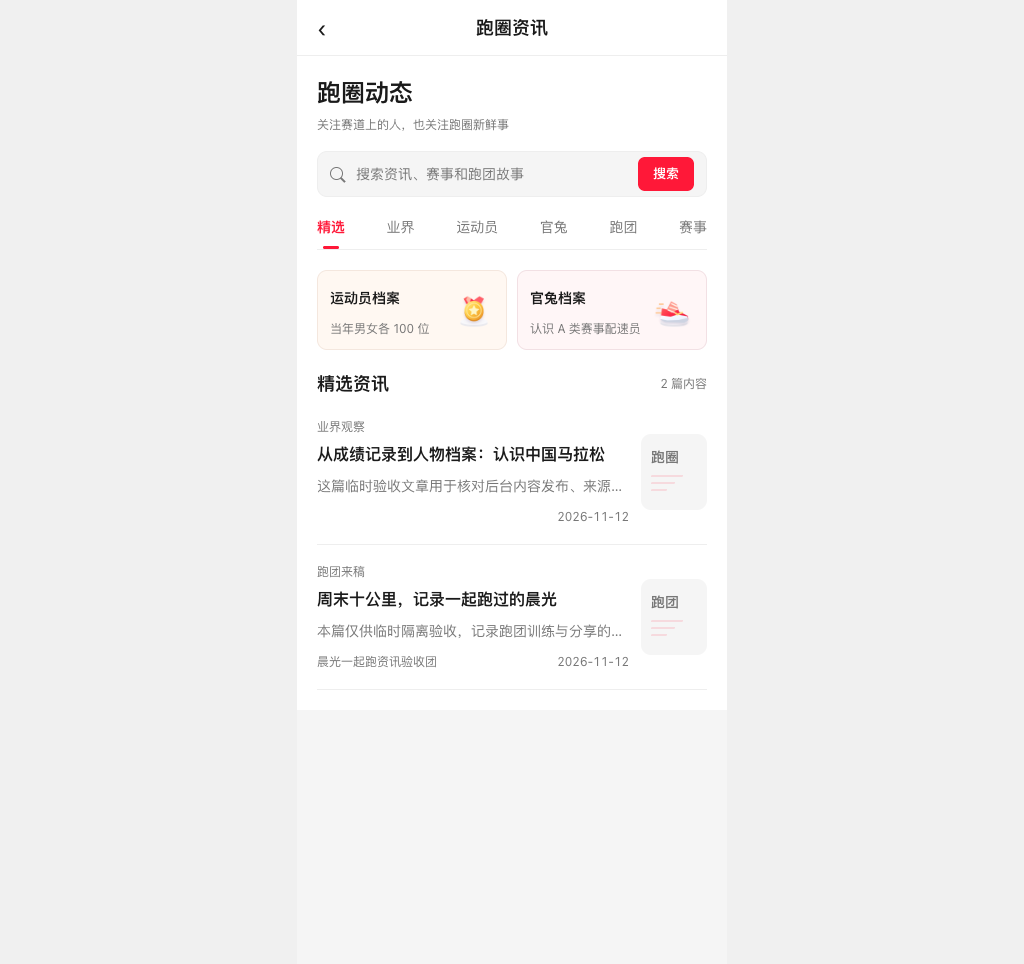 跑圈资讯
跑圈动态
关注赛道上的人，也关注跑圈新鲜事
搜索资讯、赛事和跑团故事
搜索
精选 业界 运动员 官兔 跑团 赛事
运动员档案
当年男女各 100 位
官兔档案
认识 A 类赛事配速员
精选资讯
2 篇内容
业界观察
从成绩记录到人物档案：认识中国马拉松
这篇临时验收文章用于核对后台内容发布、来源...
2026-11-12
跑圈
跑团来稿
周末十公里，记录一起跑过的晨光
本篇仅供临时隔离验收，记录跑团训练与分享的...
晨光一起跑资讯验收团
2026-11-12
跑团